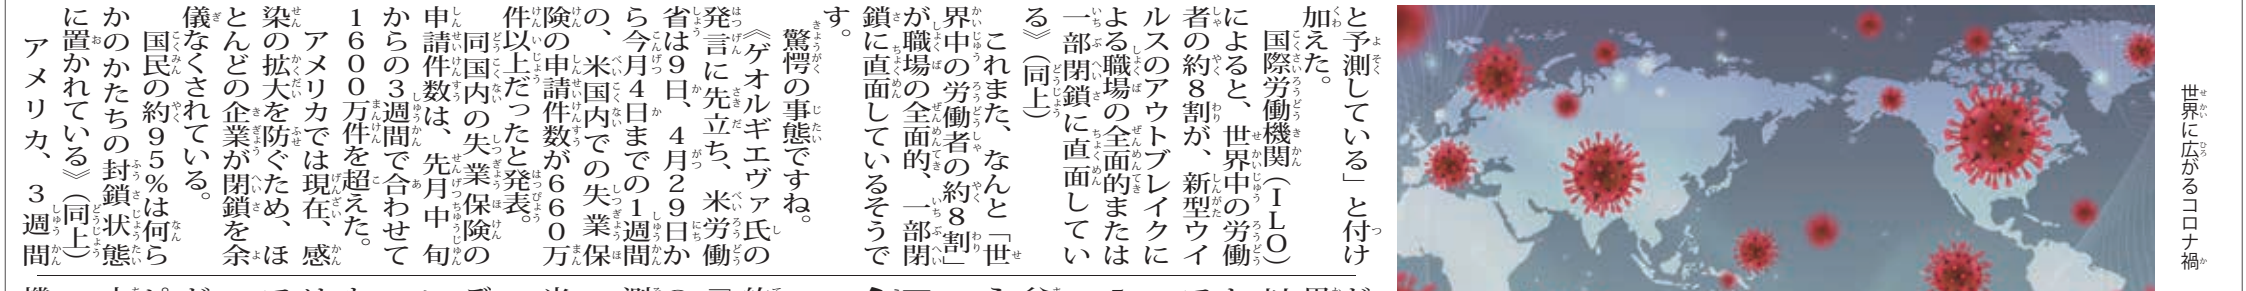 世界に広がるコロナ禍
と予測している」と付け
加えた。
国際労働機関（ＩＬＯ）
によると、世界中の労働
者の約８割が、新型ウイ
ルスのアウトブレイクに
よる職場の全面的または
一部閉鎖に直面してい
る》（同上）
これまた、なんと「世
界中の労働者の約８割」
が職場の全面的、一部閉
鎖に直面しているそうで
す。
驚愕の事態ですね。
《ゲオルギエヴァ氏の
発言に先立ち、米労働
省は９日、４月２９日か
ら今月４日までの１週間
の、米国内での失業保
険の申請件数が６６０万
件以上だったと発表。
同国内の失業保険の
申請件数は、先月中旬
からの３週間で合わせて
１６００万件を超えた。
アメリカでは現在、感
染の拡大を防ぐため、ほ
とんどの企業が閉鎖を余
儀なくされている。
国民の約９５％は何ら
かのかたちの封鎖状態
に置かれている》（同上）
アメリカ、３週間